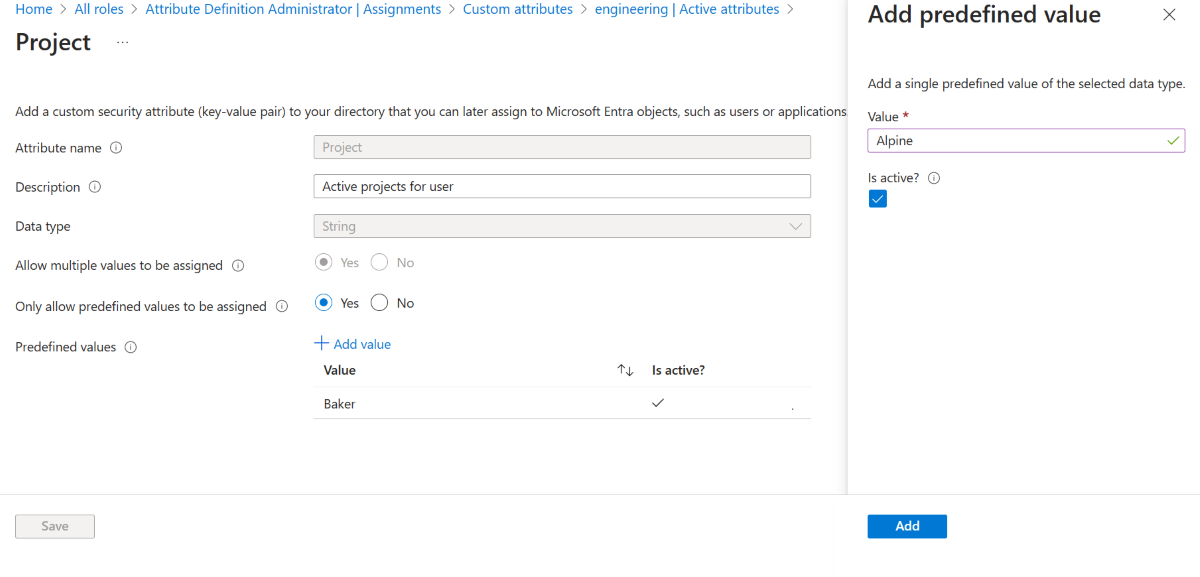 Home > All roles > Attribute Definition Administrator | Assignments > Custom attributes > engineering | Active attributes >
Project ...
Add a custom security attribute (key-value pair) to your directory that you can later assign to Microsoft Entra objects, such as users or applications
Attribute name
Project
Description
Active projects for user
Data type
String
Allow multiple values to be assigned
Yes No
Only allow predefined values to be assigned
Yes No
Predefined values
+ Add value
Value Is active?
Baker
Save
Add predefined value
Add a single predefined value of the selected data type.
Value *
Alpine
Is active?
Add